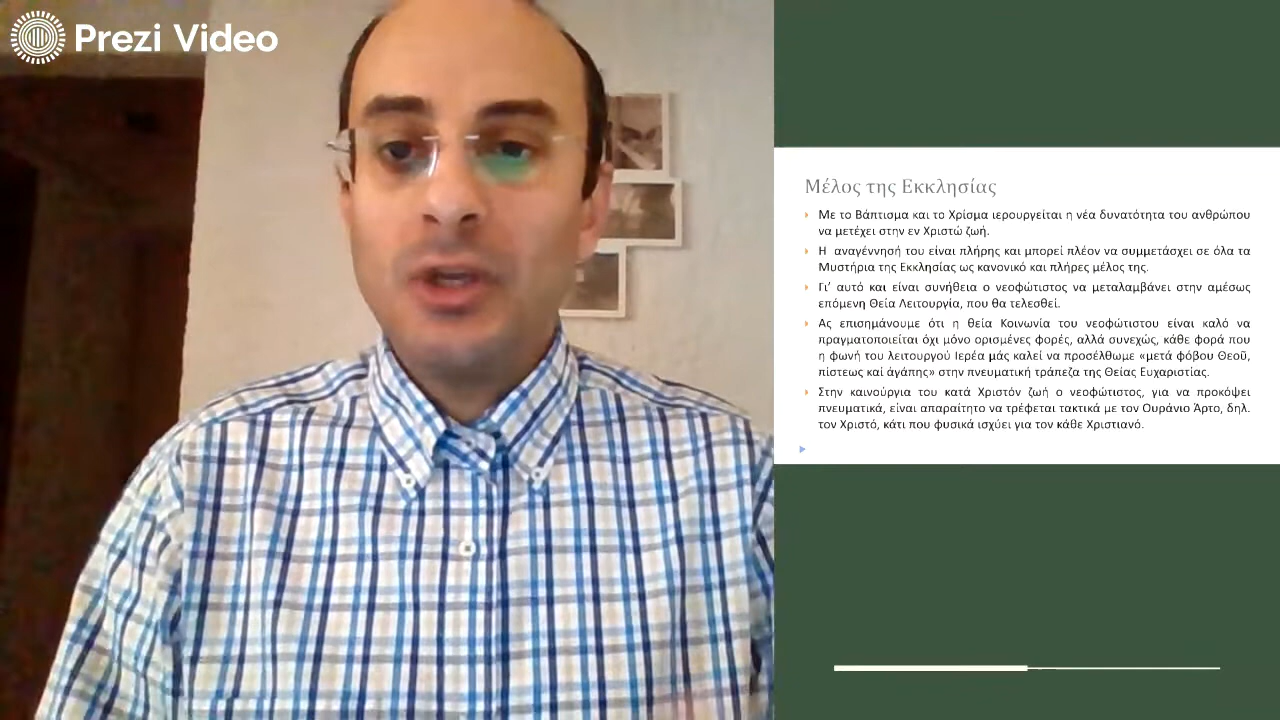 Prezi Video
Μέλος της Εκκλησίας
Με το Βάπτισμα και το Χρίσμα ιερουργείται η νέα δυνατότητα του ανθρώπου
να μετέχει στην εν Χριστώ ζωή.
Η αναγέννησή του είναι πλήρης και μπορεί πλέον να συμμετάσχει σε όλα τα
Μυστήρια της Εκκλησίας ως κανονικό και πλήρες μέλος της.
Γι’ αυτό και είναι συνήθεια ο νεοφώτιστος να μεταλαμβάνει στην αμέσως
επόμενη Θεία Λειτουργία, που θα τελεσθεί.
Ας επισημάνουμε ότι η θεία Κοινωνία του νεοφώτιστου είναι καλό να
πραγματοποιείται όχι μόνο ορισμένες φορές, αλλά συνεχώς, κάθε φορά που
η φωνή του λειτουργού Ιερέα μάς καλεί να προσέλθωμε «μετά φόβου Θεοῦ,
πίστεως καί ἀγάπης» στην πνευματική τράπεζα της Θείας Ευχαριστίας.
Στην καινούργια του κατά Χριστόν ζωή ο νεοφώτιστος, για να προκόψει
πνευματικά, είναι απαραίτητο να τρέφεται τακτικά με τον Ουράνιο Άρτο, δηλ.
τον Χριστό, κάτι που φυσικά ισχύει για τον κάθε Χριστιανό.